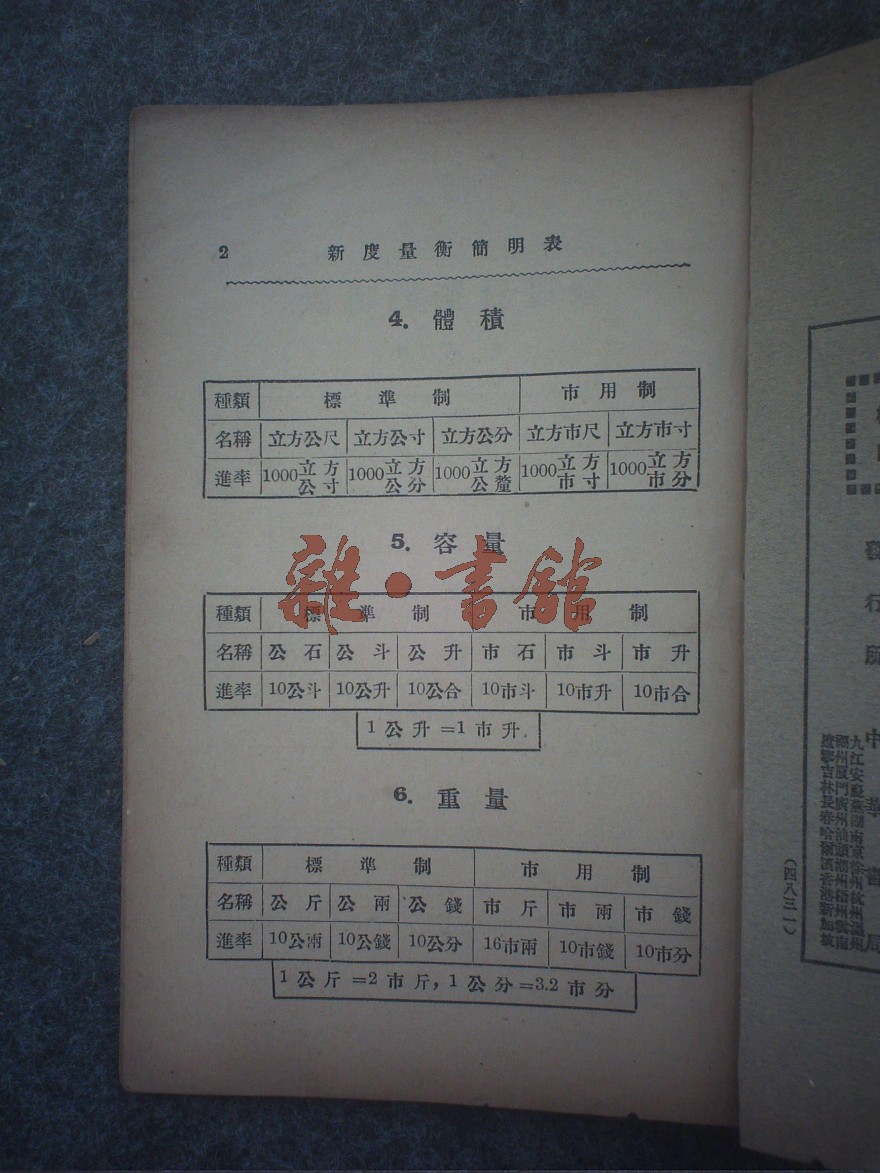 2 新度量衡簡明表
4. 體積
種類 標準制 市用制
名稱 立方公尺 立方公寸 立方公分 立方市尺 立方市寸
進率 1000立方公寸 1000立方公分 1000立方公釐 1000立方市寸 1000立方市分
5. 容量
種類 標準制 市用制
名稱 公石 公斗 公升 市石 市斗 市升
進率 10公斗 10公升 10公合 10市斗 10市升 10市合
1公升=1市升.
6. 重量
種類 標準制 市用制
名稱 公斤 公兩 公錢 市斤 市兩 市錢
進率 10公兩 10公錢 10公分 16市兩 10市錢 10市分
1公斤=2市斤,1公分=3.2市分
雜·書館
發行所 中華書局
(四八三一)